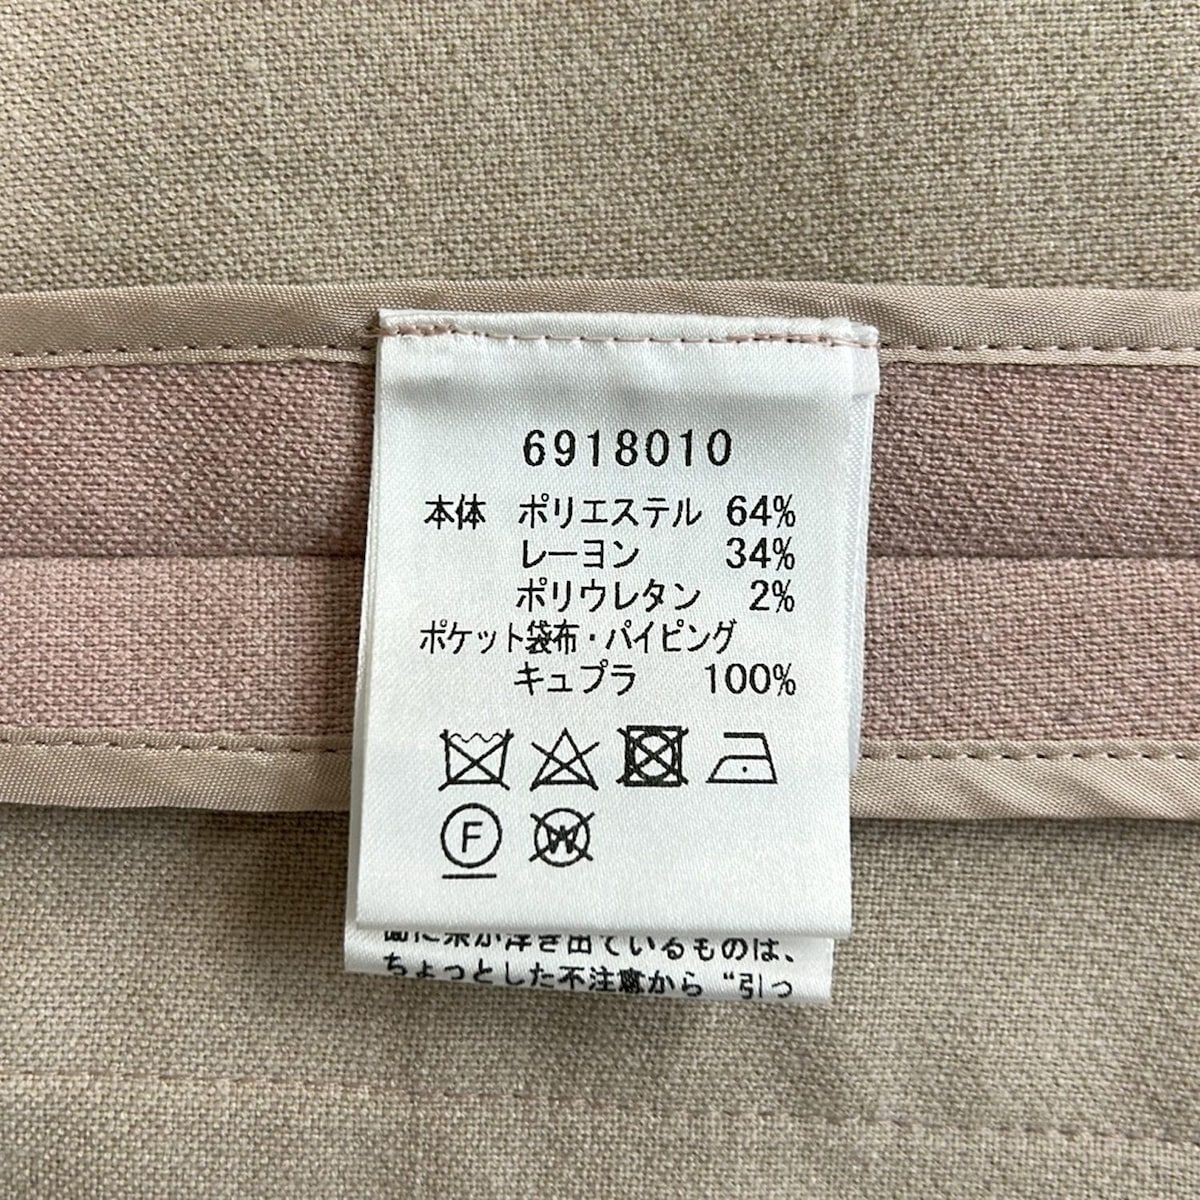 6918010
本体 ポリエステル 64%
レーヨン 34%
ポリウレタン 2%
ポケット袋布・パイピング
キュプラ 100%
F W
面に糸が浮き出ているものは、
ちょっとした不注意から“引っ